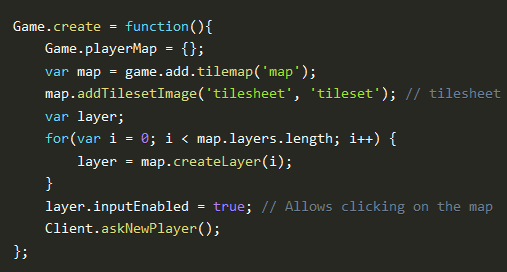 Game.create = function(){
    Game.playerMap = {};
    var map = game.add.tilemap('map');
    map.addTilesetImage('tilesheet', 'tileset'); // tilesheet
    var layer;
    for(var i = 0; i < map.layers.length; i++) {
        layer = map.createLayer(i);
    }
    layer.inputEnabled = true; // Allows clicking on the map
    Client.askNewPlayer();
};